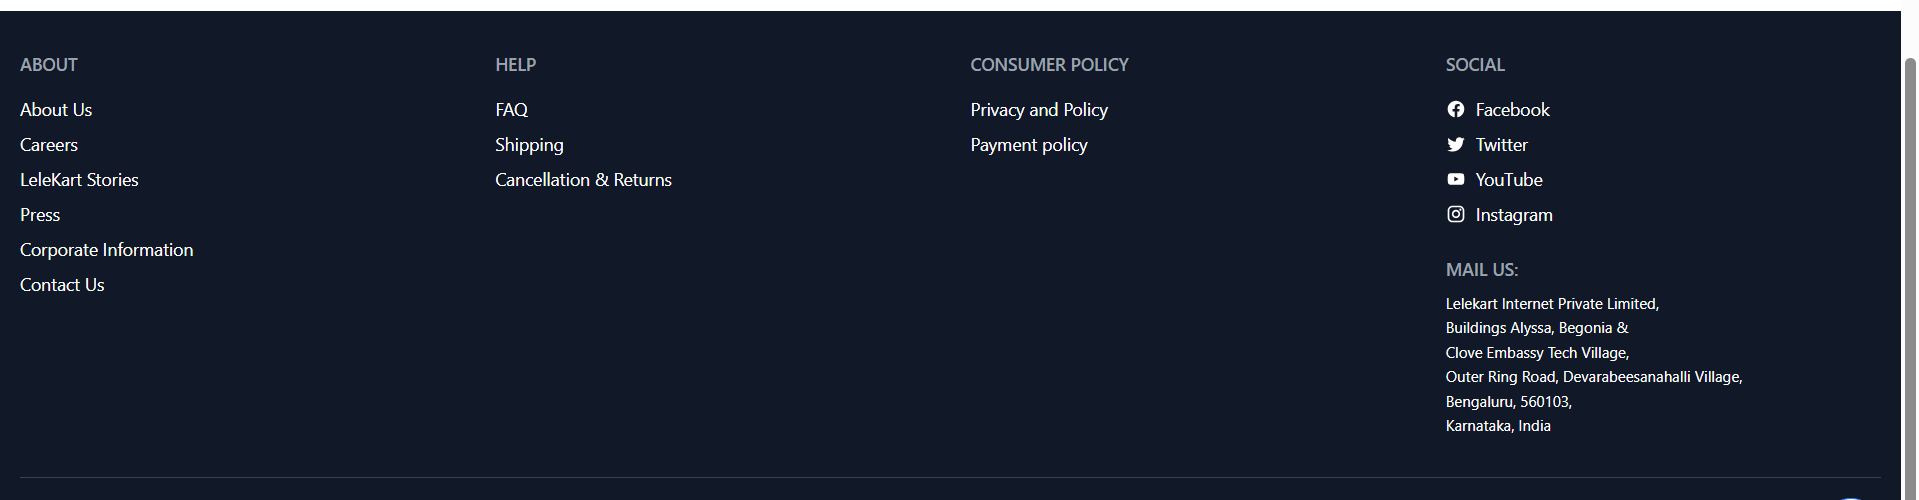 ABOUT
About Us
Careers
LeleKart Stories
Press
Corporate Information
Contact Us
HELP
FAQ
Shipping
Cancellation & Returns
CONSUMER POLICY
Privacy and Policy
Payment policy
SOCIAL
Facebook
Twitter
YouTube
Instagram
MAIL US:
Lelekart Internet Private Limited,
Buildings Alyssa, Begonia &
Clove Embassy Tech Village,
Outer Ring Road, Devarabeesanahalli Village,
Bengaluru, 560103,
Karnataka, India